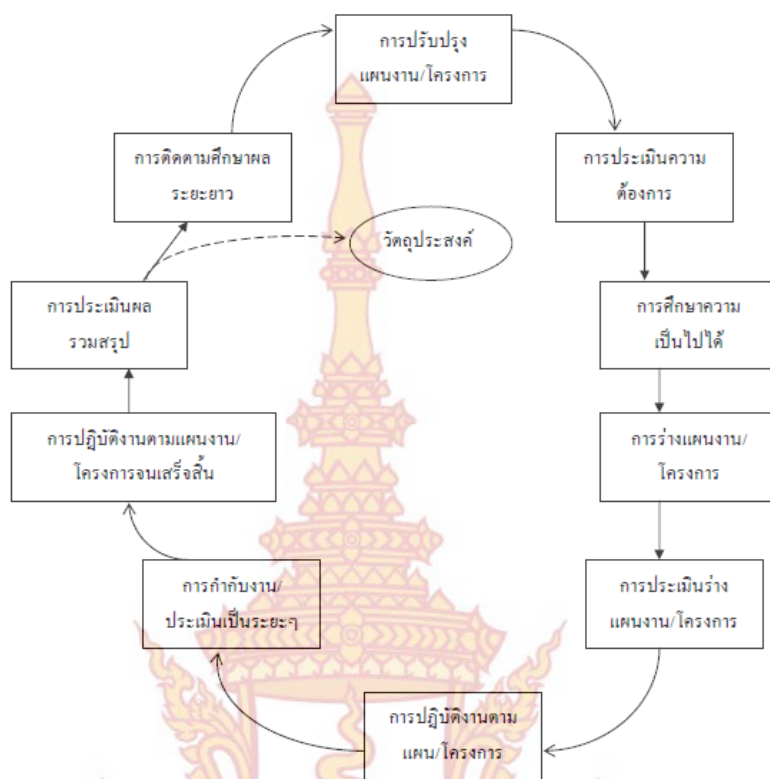 การปรับปรุง
แผนงาน/โครงการ
การประเมินความ
ต้องการ
การศึกษาความ
เป็นไปได้
การร่างแผนงาน/
โครงการ
การประเมินร่าง
แผนงาน/โครงการ
การปฏิบัติงานตาม
แผน/โครงการ
การกำกับงาน/
ประเมินเป็นระยะๆ
การปฏิบัติงานตามแผนงาน/
โครงการจนเสร็จสิ้น
การประเมินผล
รวมสรุป
การติดตามศึกษาผล
ระยะยาว
วัตถุประสงค์